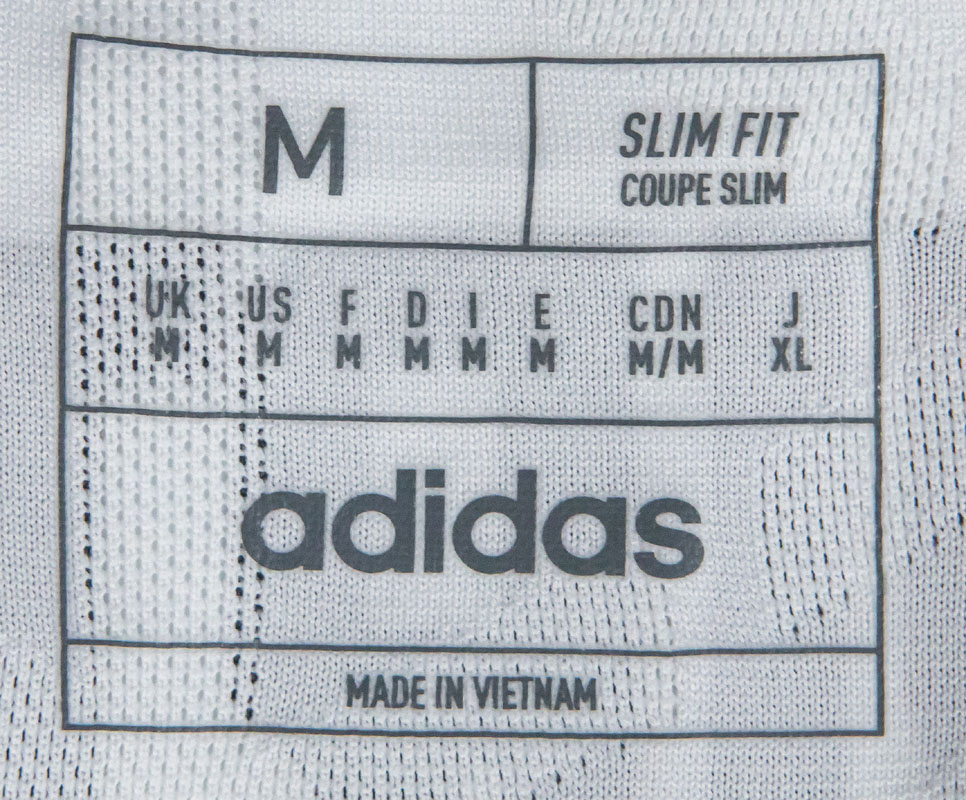 M
SLIM FIT
COUPE SLIM
UK US F D I E CDN J
M M M M M M M/M XL
adidas
MADE IN VIETNAM